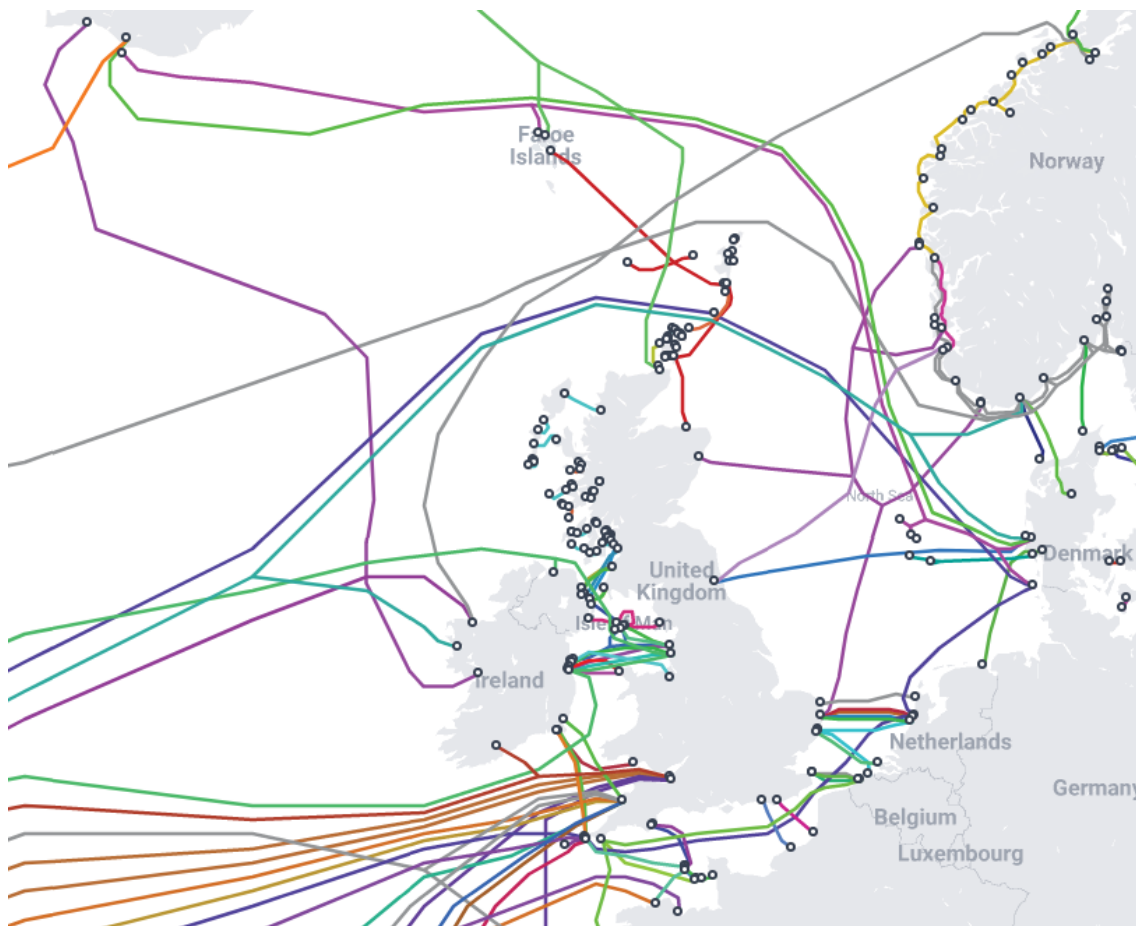 Faroe
Islands
Norway
North Sea
Denmark
United
Kingdom
Isle of Man
Ireland
Netherlands
Germany
Belgium
Luxembourg